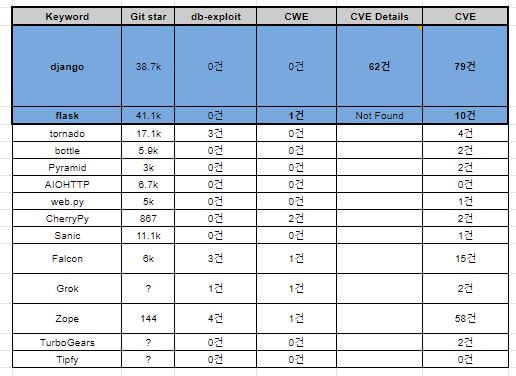 Keyword Git star db-exploit CWE CVE Details CVE
django 38.7k 0건 0건 62건 79건
flask 41.1k 0건 1건 Not Found 10건
tornado 17.1k 3건 0건 4건
bottle 5.9k 0건 0건 2건
Pyramid 3k 0건 0건 2건
AIOHTTP 6.7k 0건 0건 0건
web.py 5k 0건 0건 1건
CherryPy 867 0건 2건 2건
Sanic 11.1k 0건 0건 1건
Falcon 6k 3건 1건 15건
Grok ? 1건 1건 2건
Zope 144 4건 1건 58건
TurboGears ? 0건 0건 2건
Tipfy ? 0건 0건 0건